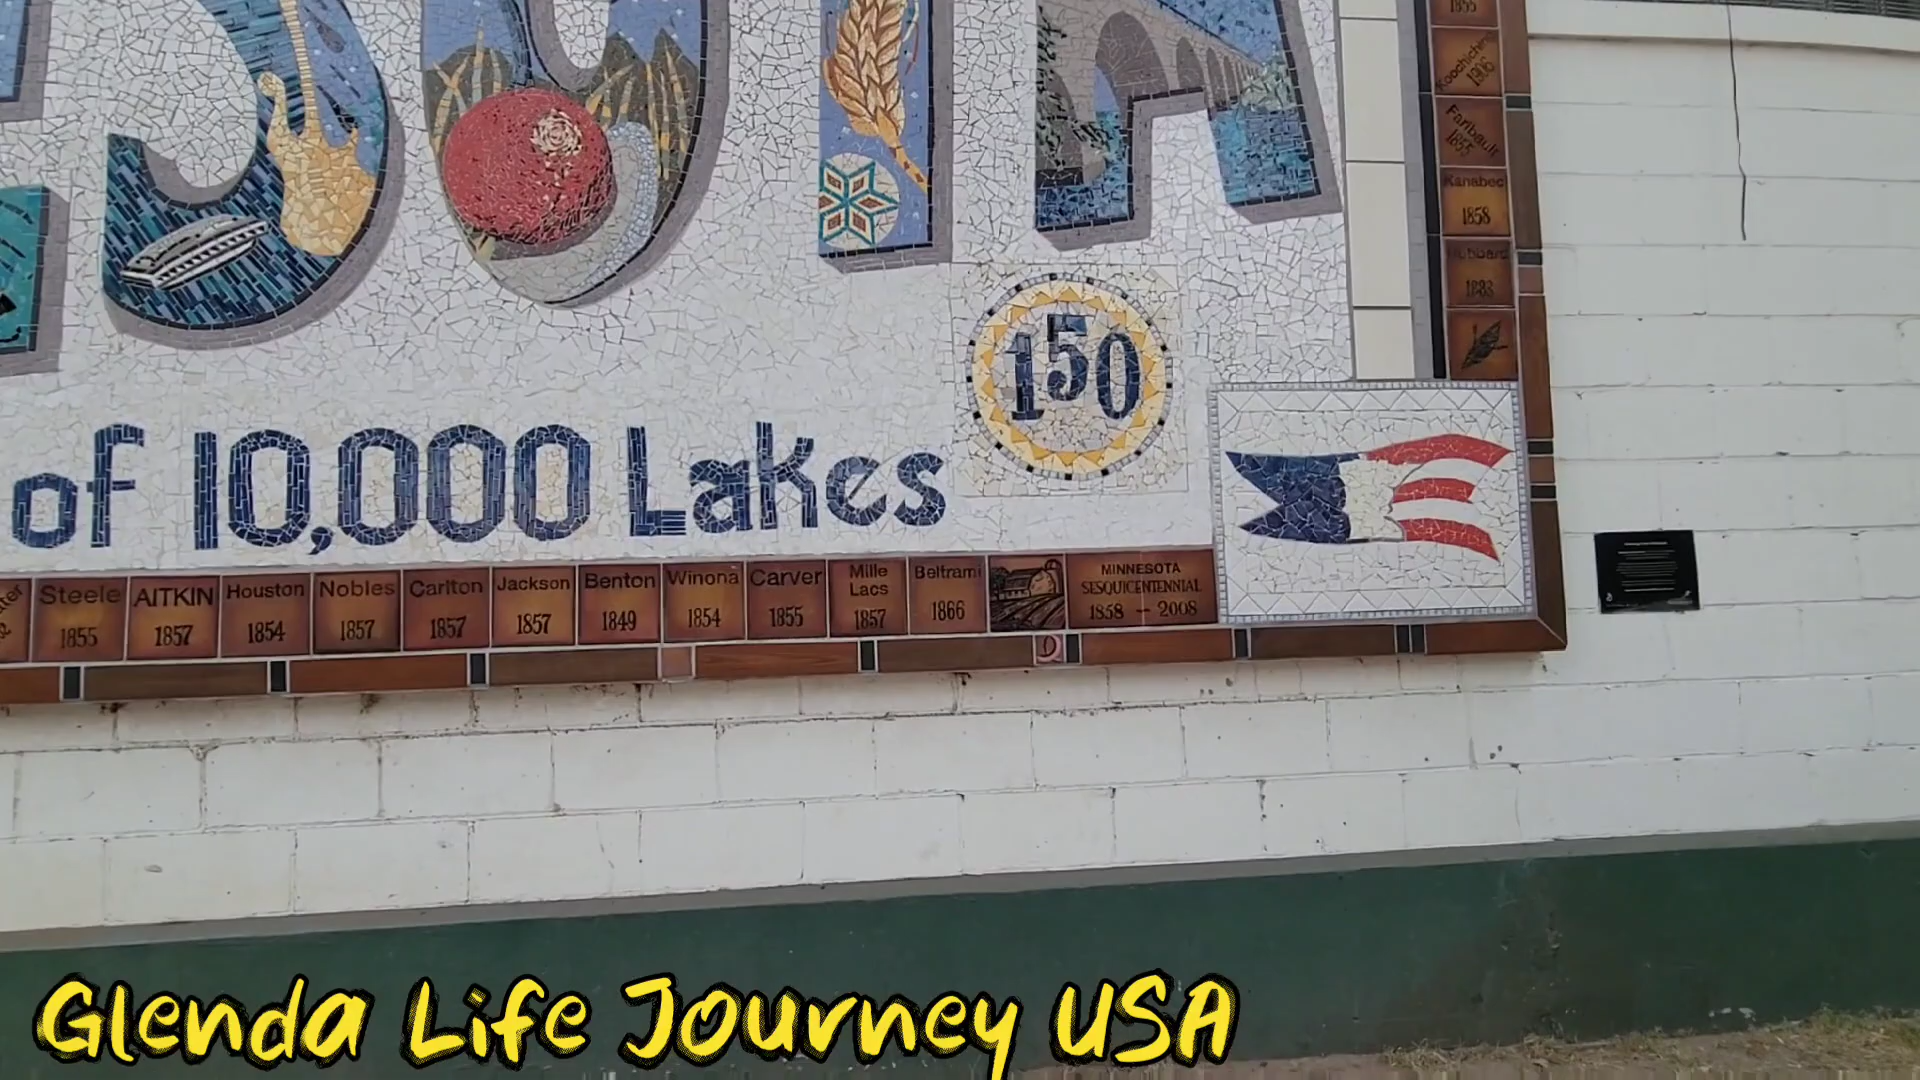 SOTA
1855
Koochiching
1906
Faribault
1855
Kanabec
1858
Hubbard
1883
150
of 10,000 Lakes
Steele
1855
AITKIN
1857
Houston
1854
Nobles
1857
Carlton
1857
Jackson
1857
Benton
1849
Winona
1854
Carver
1855
Mille
Lacs
1857
Beltrami
1866
MINNESOTA
SESQUICENTENNIAL
1858 — 2008
Glenda Life Journey USA